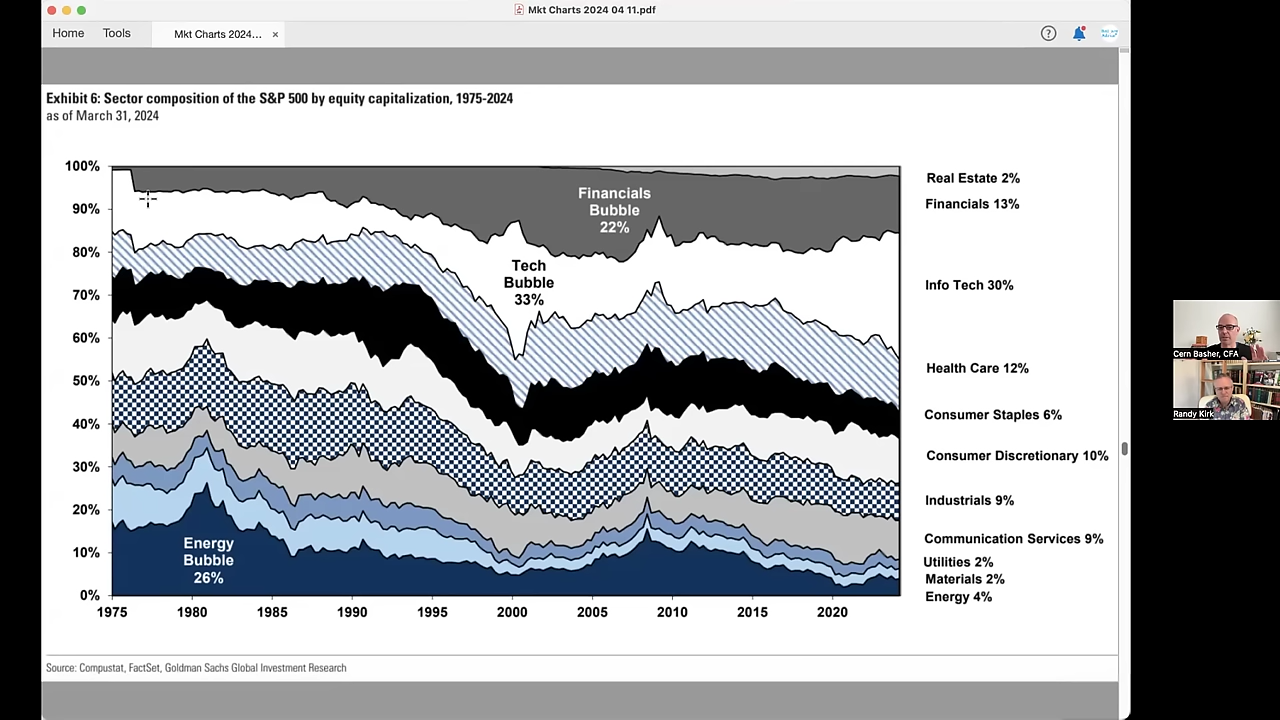 Mkt Charts 2024 04 11.pdf
Home Tools Mkt Charts 2024... ×
?
Exhibit 6: Sector composition of the S&P 500 by equity capitalization, 1975-2024
as of March 31, 2024
100%
90%
80%
70%
60%
50%
40%
30%
20%
10%
0%
Financials
Bubble
22%
Tech
Bubble
33%
Energy
Bubble
26%
Real Estate 2%
Financials 13%
Info Tech 30%
Health Care 12%
Consumer Staples 6%
Consumer Discretionary 10%
Industrials 9%
Communication Services 9%
Utilities 2%
Materials 2%
Energy 4%
1975 1980 1985 1990 1995 2000 2005 2010 2015 2020
Source: Compustat, FactSet, Goldman Sachs Global Investment Research
Cern Basher, CFA
Randy Kirk